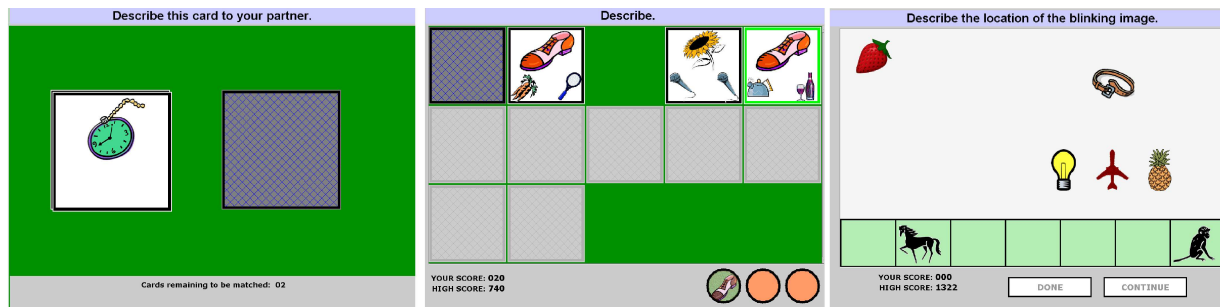 Describe this card to your partner.
Cards remaining to be matched: 02
Describe.
YOUR SCORE: 020
HIGH SCORE: 740
Describe the location of the blinking image.
YOUR SCORE: 000
HIGH SCORE: 1322
DONE
CONTINUE